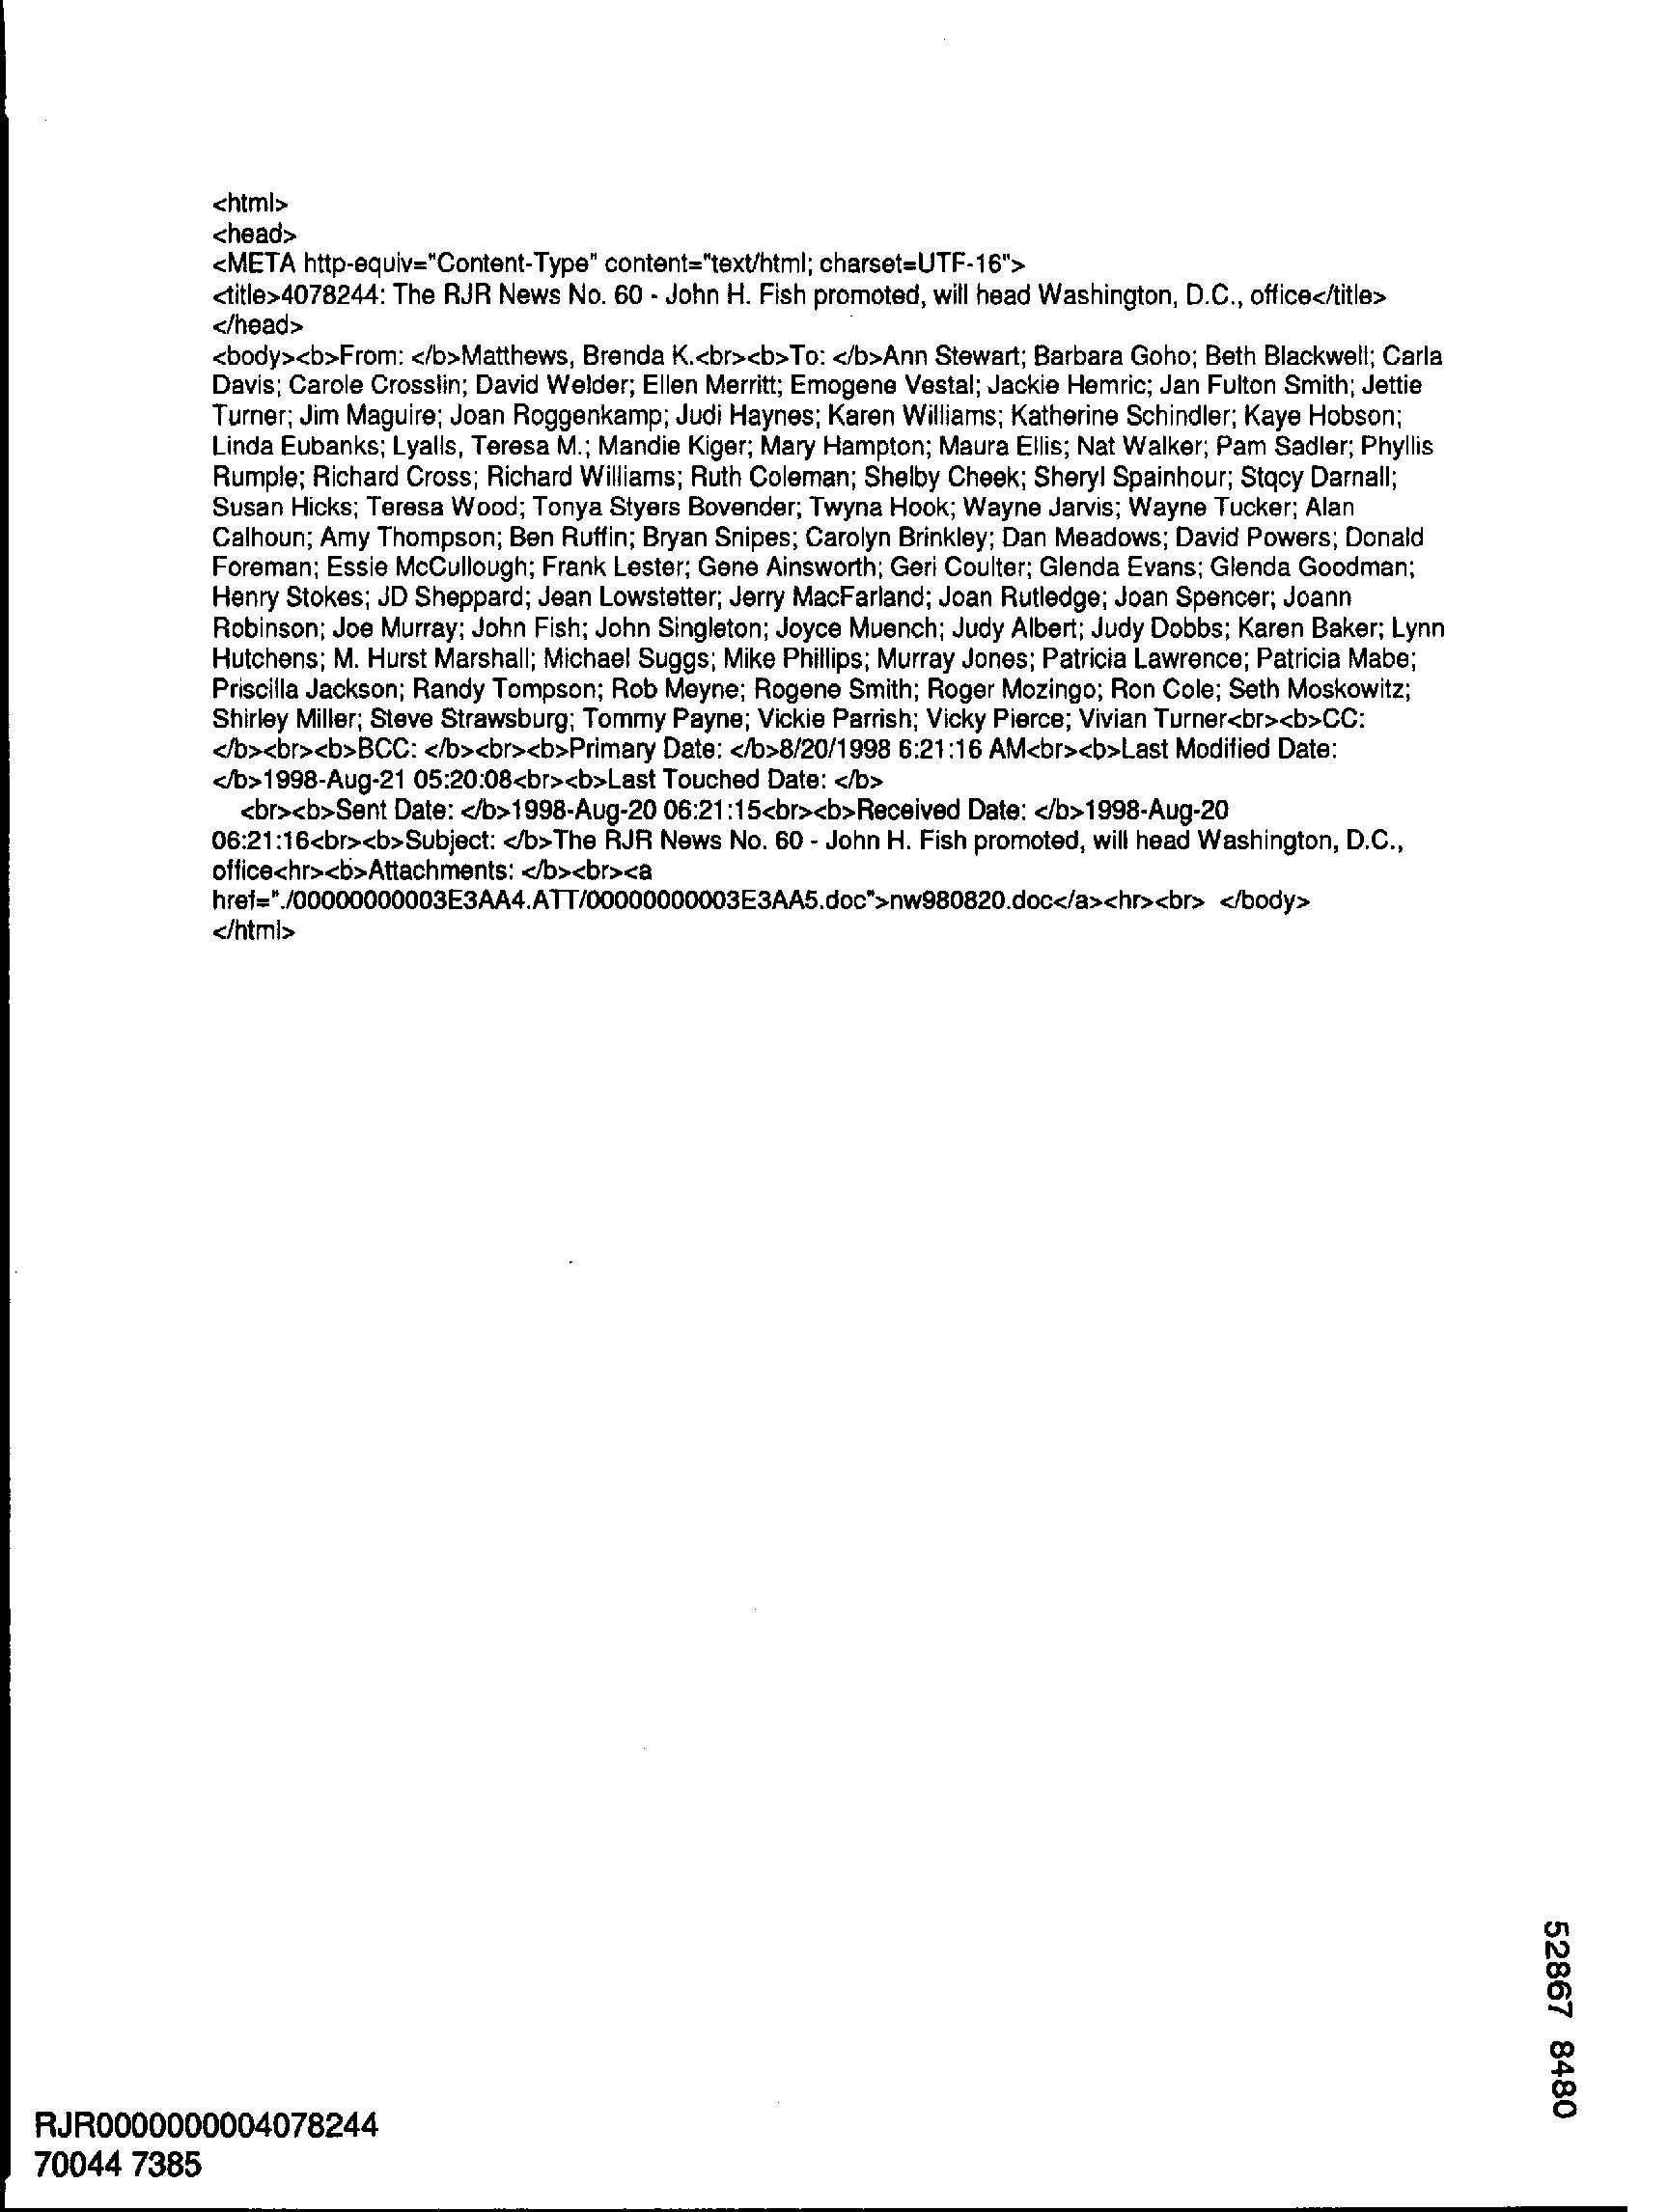 <html>
<head>
<META http-equiv="Content-Type" content="text/html; charset=UTF-16">
<title>4078244: The RJR News No. 60 - John H. Fish promoted, will head Washington, D.C., office</title>
</head>
<body><b>From: </b>Matthews, Brenda K.<br><b>To: </b>Ann Stewart; Barbara Goho; Beth Blackwell; Carla
Davis; Carole Crosslin; David Welder; Ellen Merritt; Emogene Vestal; Jackie Hemric; Jan Fulton Smith; Jettie
Turner; Jim Maguire; Joan Roggenkamp; Judi Haynes; Karen Williams; Katherine Schindler; Kaye Hobson;
Linda Eubanks; Lyalls, Teresa M.; Mandie Kiger; Mary Hampton; Maura Ellis; Nat Walker; Pam Sadler; Phyllis
Rumple; Richard Cross; Richard Williams; Ruth Coleman; Shelby Cheek; Sheryl Spainhour; Stqcy Darnall;
Susan Hicks; Teresa Wood; Tonya Styers Bovender; Twyna Hook; Wayne Jarvis; Wayne Tucker; Alan
Calhoun; Amy Thompson; Ben Ruffin; Bryan Snipes; Carolyn Brinkley; Dan Meadows; David Powers; Donald
Foreman; Essie McCullough; Frank Lester; Gene Ainsworth; Geri Coulter; Glenda Evans; Glenda Goodman;
Henry Stokes; JD Sheppard; Jean Lowstetter; Jerry MacFarland; Joan Rutledge; Joan Spencer; Joann
Robinson; Joe Murray; John Fish; John Singleton; Joyce Muench; Judy Albert; Judy Dobbs; Karen Baker; Lynn
Hutchens; M. Hurst Marshall; Michael Suggs; Mike Phillips; Murray Jones; Patricia Lawrence; Patricia Mabe;
Priscilla Jackson; Randy Tompson; Rob Meyne; Rogene Smith; Roger Mozingo; Ron Cole; Seth Moskowitz;
Shirley Miller; Steve Strawsburg; Tommy Payne; Vickie Parrish; Vicky Pierce; Vivian Turner<br><b>CC:
</b><br><b>BCC: </b><br><b>Primary Date: </b>8/20/1998 6:21:16 AM<br><b>Last Modified Date:
</b>1998-Aug-21 05:20:08<br><b>Last Touched Date: </b>
<br><b>Sent Date: </b>1998-Aug-20 06:21:15<br><b>Received Date: </b>1998-Aug-20
06:21:16<br><b>Subject: </b>The RJR News No. 60 - John H. Fish promoted, will head Washington, D.C.,
office<hr><b>Attachments: </b><br><a
href="./00000000003E3AA4.ATT/00000000003E3AA5.doc">nw980820.doc</a><hr><br> </body>
</html>
52867 8480
RJR0000000004078244
70044 7385